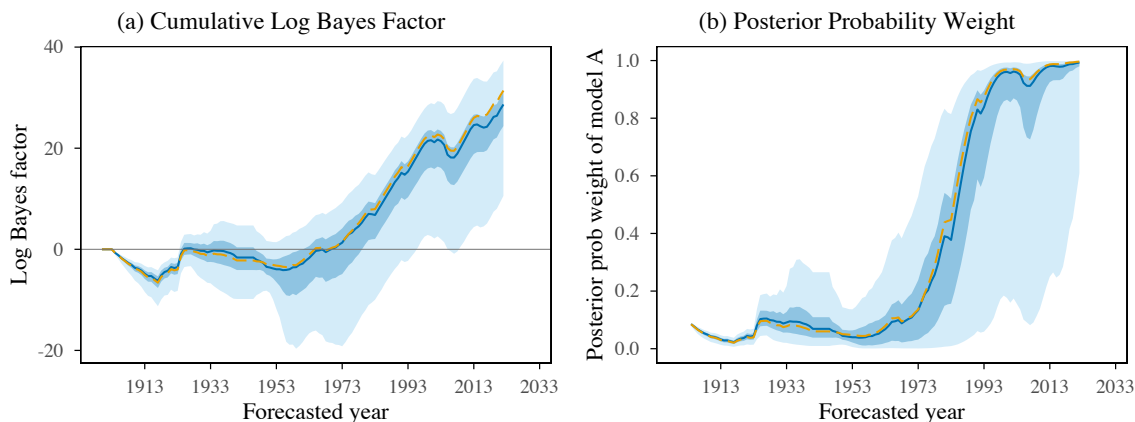 (a) Cumulative Log Bayes Factor
40
20
0
-20
Log Bayes factor
1913 1933 1953 1973 1993 2013 2033
Forecasted year
(b) Posterior Probability Weight
1.0
0.8
0.6
0.4
0.2
0.0
Posterior prob weight of model A
1913 1933 1953 1973 1993 2013 2033
Forecasted year